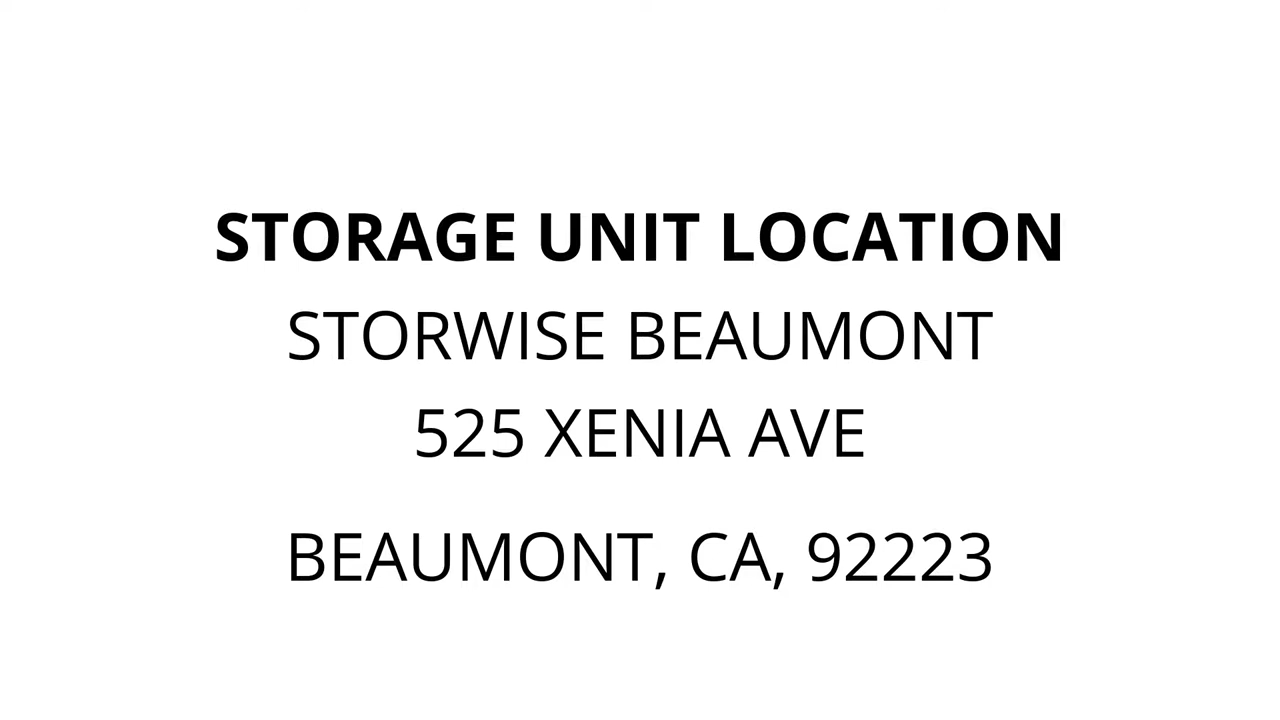 STORAGE UNIT LOCATION
STORWISE BEAUMONT
525 XENIA AVE
BEAUMONT, CA, 92223